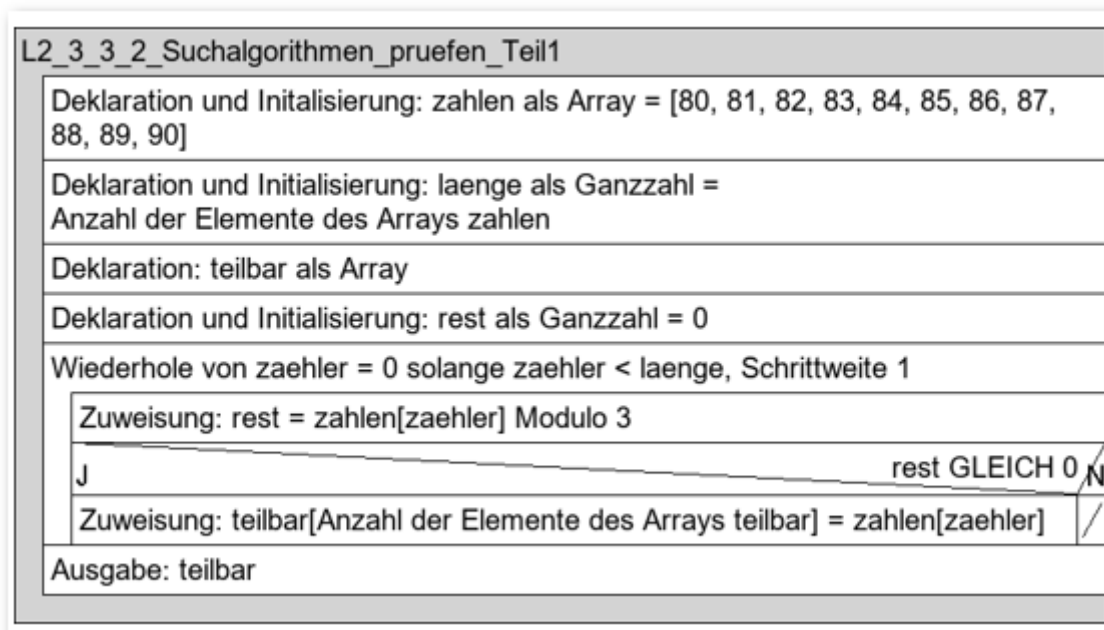 L2_3_3_2_Suchalgorithmen_pruefen_Teil1
Deklaration und Initalisierung: zahlen als Array = [80, 81, 82, 83, 84, 85, 86, 87,
88, 89, 90]
Deklaration und Initialisierung: laenge als Ganzzahl =
Anzahl der Elemente des Arrays zahlen
Deklaration: teilbar als Array
Deklaration und Initialisierung: rest als Ganzzahl = 0
Wiederhole von zaehler = 0 solange zaehler < laenge, Schrittweite 1
Zuweisung: rest = zahlen[zaehler] Modulo 3
rest GLEICH 0
J N
Zuweisung: teilbar[Anzahl der Elemente des Arrays teilbar] = zahlen[zaehler]
Ausgabe: teilbar